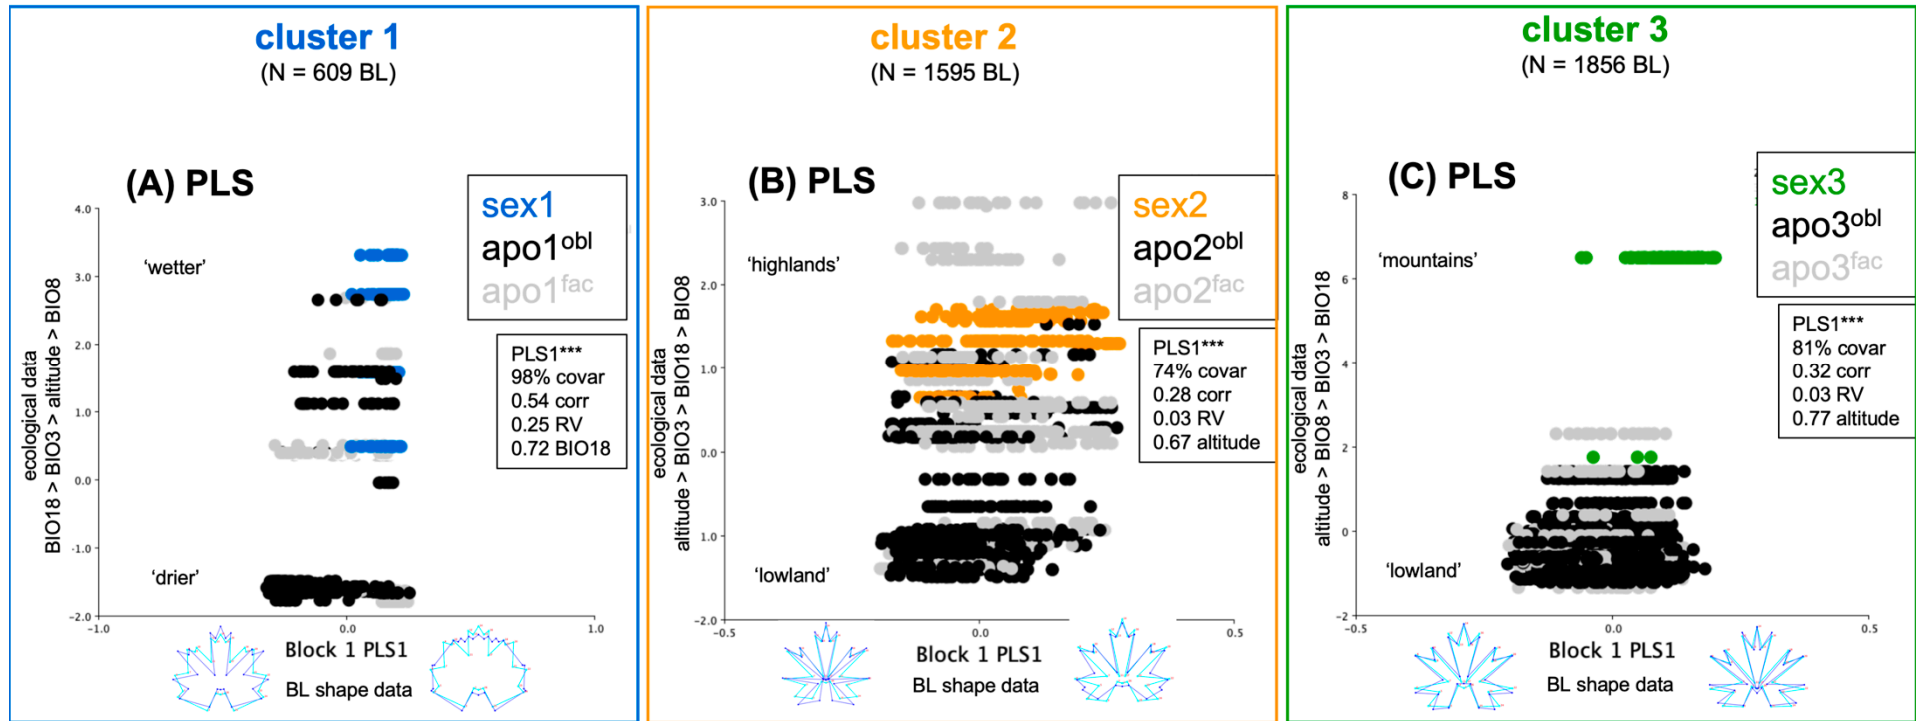 cluster 1
(N = 609 BL)
(A) PLS
sex1
apo1obl
apo1fac
PLS1***
98% covar
0.54 corr
0.25 RV
0.72 BIO18
4.0
3.0
2.0
1.0
0.0
-1.0
-2.0
'wetter'
'drier'
ecological data
BIO18 > BIO3 > altitude > BIO8
-1.0
0.0
1.0
Block 1 PLS1
BL shape data
cluster 2
(N = 1595 BL)
(B) PLS
sex2
apo2obl
apo2fac
PLS1***
74% covar
0.28 corr
0.03 RV
0.67 altitude
3.0
2.0
1.0
0.0
1.0
-2.0
'highlands'
'lowland'
ecological data
altitude > BIO3 > BIO18 > BIO8
-0.5
0.0
0.5
Block 1 PLS1
BL shape data
cluster 3
(N = 1856 BL)
(C) PLS
sex3
apo3obl
apo3fac
PLS1***
81% covar
0.32 corr
0.03 RV
0.77 altitude
8
6
4
2
0
-2
'mountains'
'lowland'
ecological data
altitude > BIO8 > BIO3 > BIO18
-0.5
0.0
0.5
Block 1 PLS1
BL shape data